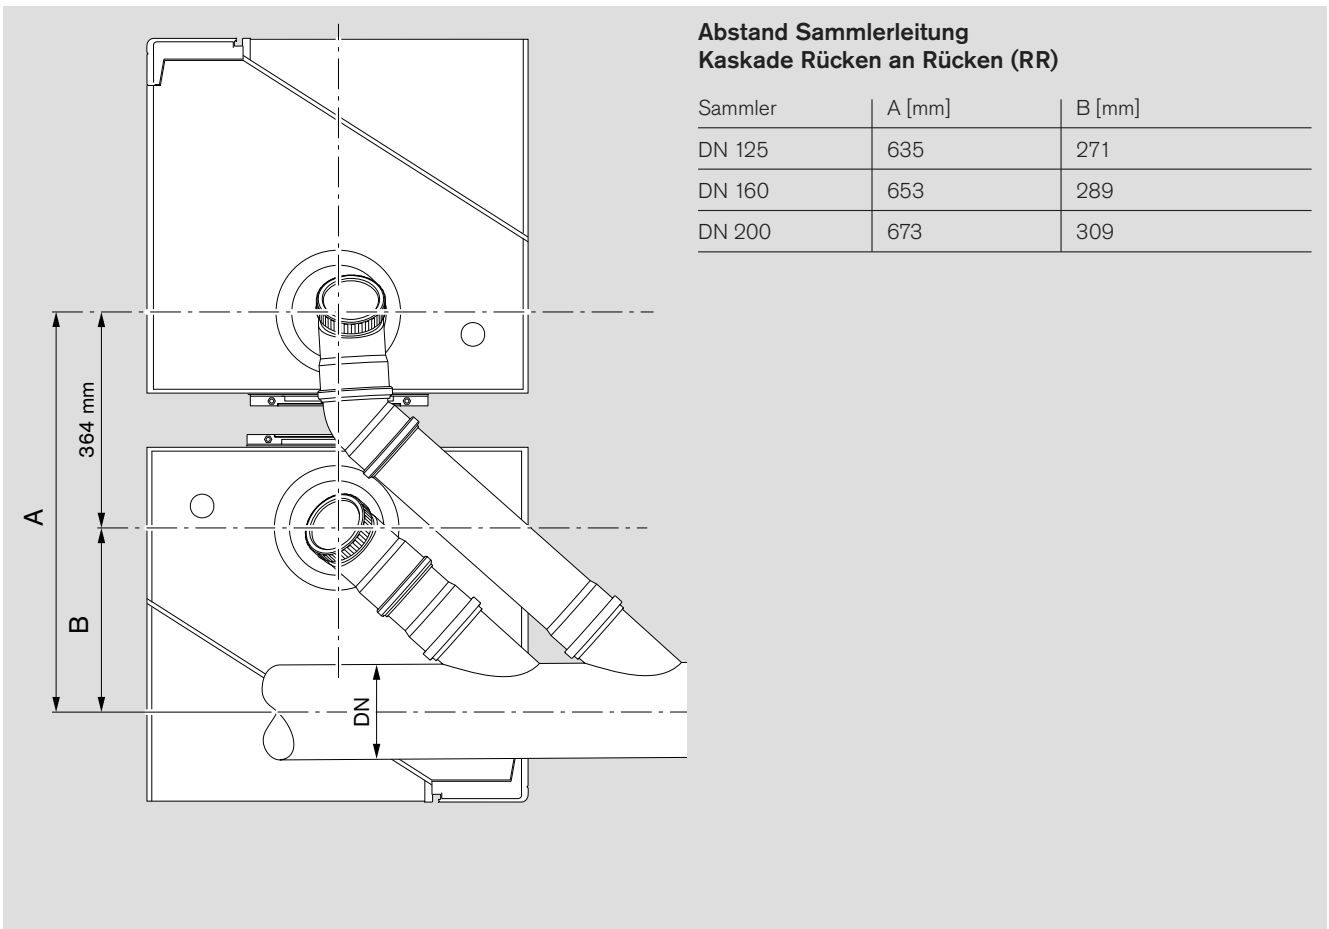 Abstand Sammlerleitung
Kaskade Rücken an Rücken (RR)
Sammler A [mm] B [mm]
DN 125 635 271
DN 160 653 289
DN 200 673 309
364 mm
A
B
DN